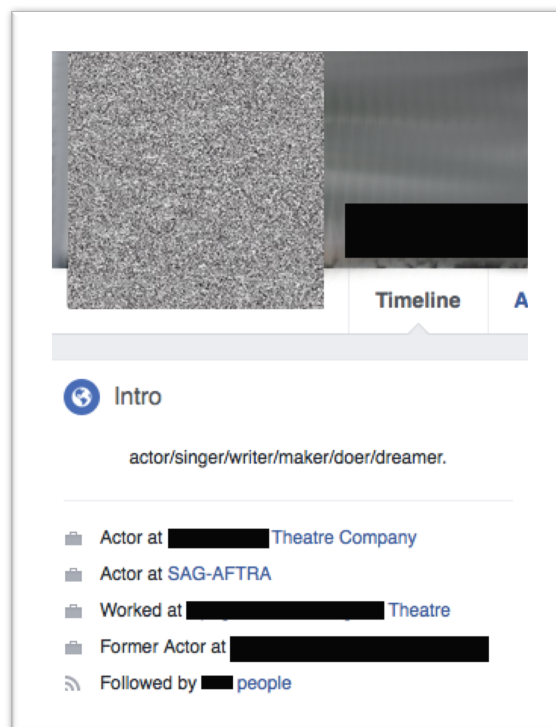 Timeline A
Intro
actor/singer/writer/maker/doer/dreamer.
Actor at Theatre Company
Actor at SAG-AFTRA
Worked at Theatre
Former Actor at
Followed by people